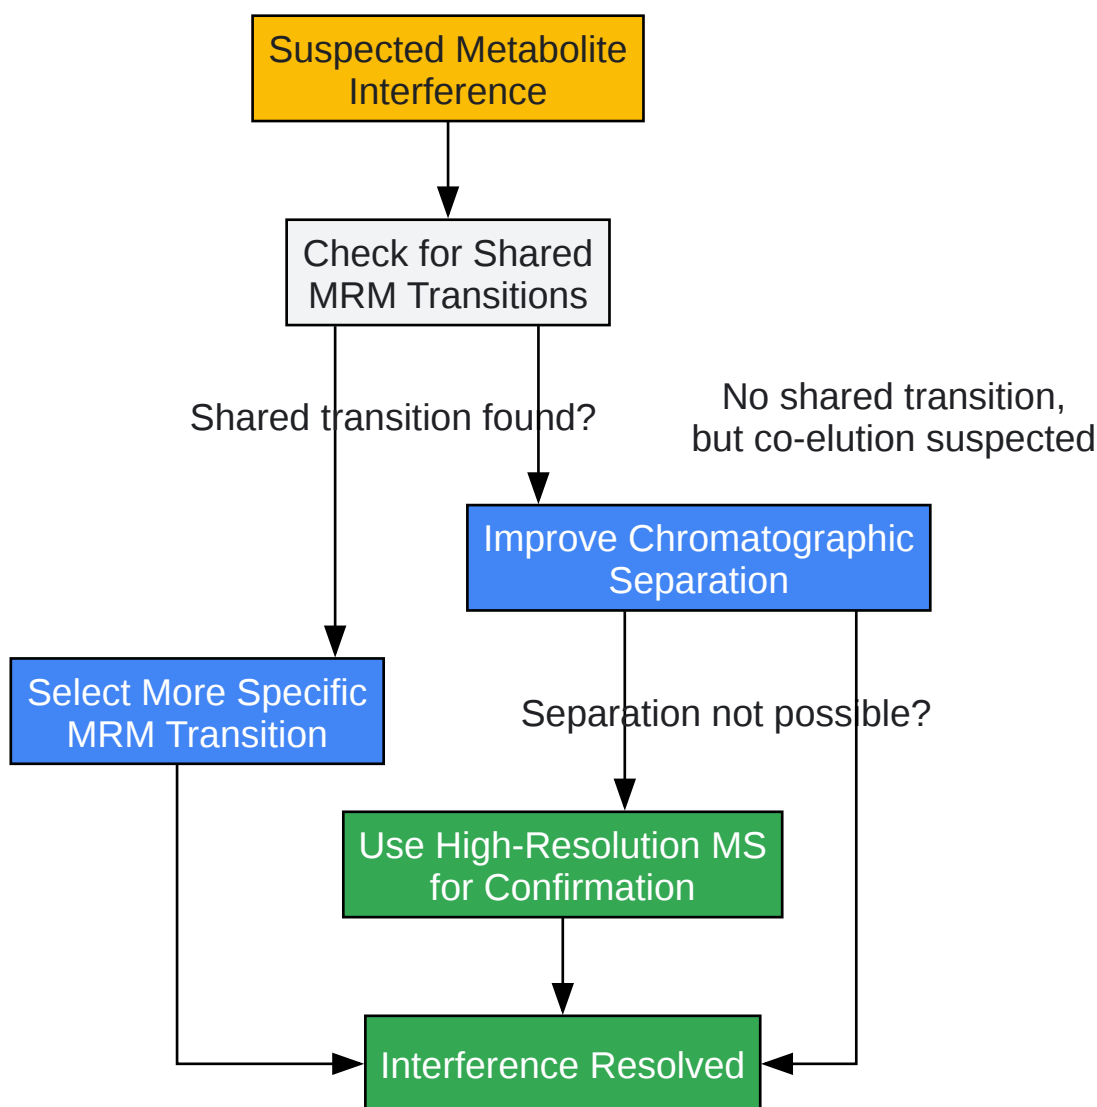 Suspected Metabolite
Interference
Check for Shared
MRM Transitions
Shared transition found?
No shared transition,
but co-elution suspected
Improve Chromatographic
Separation
Select More Specific
MRM Transition
Separation not possible?
Use High-Resolution MS
for Confirmation
Interference Resolved